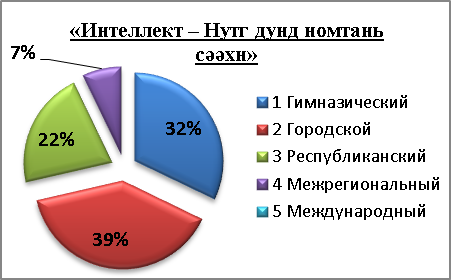 «Интеллект – Нутг дунд номтань
сәәхн»
7%
32%
22%
39%
1 Гимназический
2 Городской
3 Республиканский
4 Межрегиональный
5 Международный